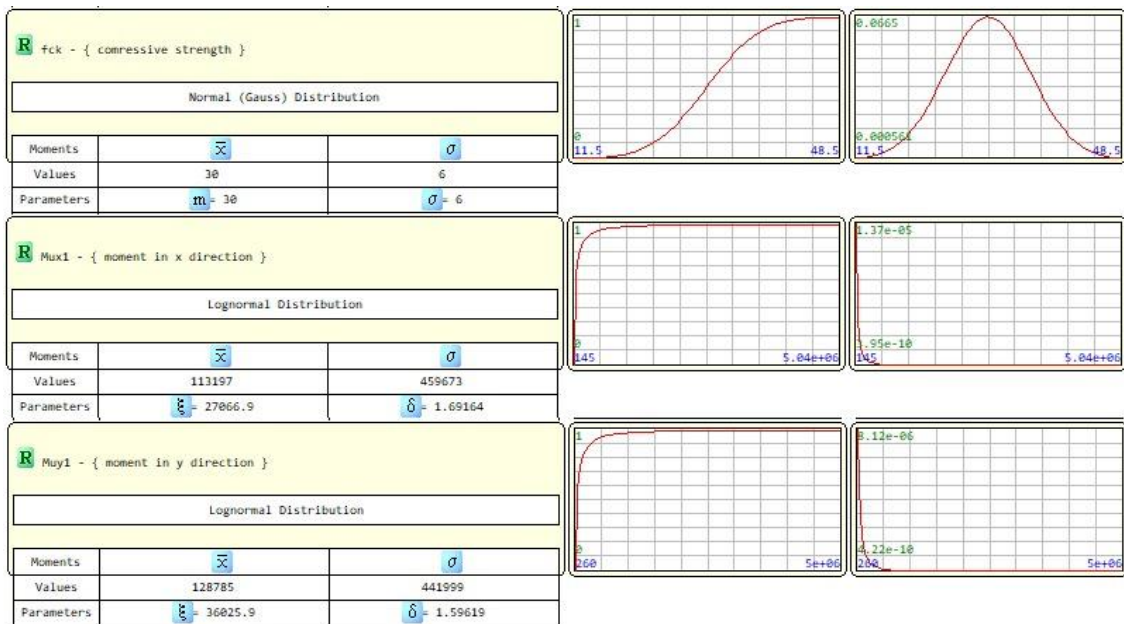 R fck - { comressive strength }
1
0.0665
Normal (Gauss) Distribution
0
0.000561
11.5 48.5
11.5 48.5
Moments x̄ σ
Values 30 6
Parameters m = 30 σ = 6
R Mux1 - { moment in x direction }
1
1.37e-05
Lognormal Distribution
0
.95e-10
145 5.04e+06
145 5.04e+06
Moments x̄ σ
Values 113197 459673
Parameters ξ = 27066.9 δ = 1.69164
R Muy1 - { moment in y direction }
1
8.12e-06
Lognormal Distribution
0
4.22e-10
260 5e+06
260 5e+06
Moments x̄ σ
Values 128785 441999
Parameters ξ = 36025.9 δ = 1.59619